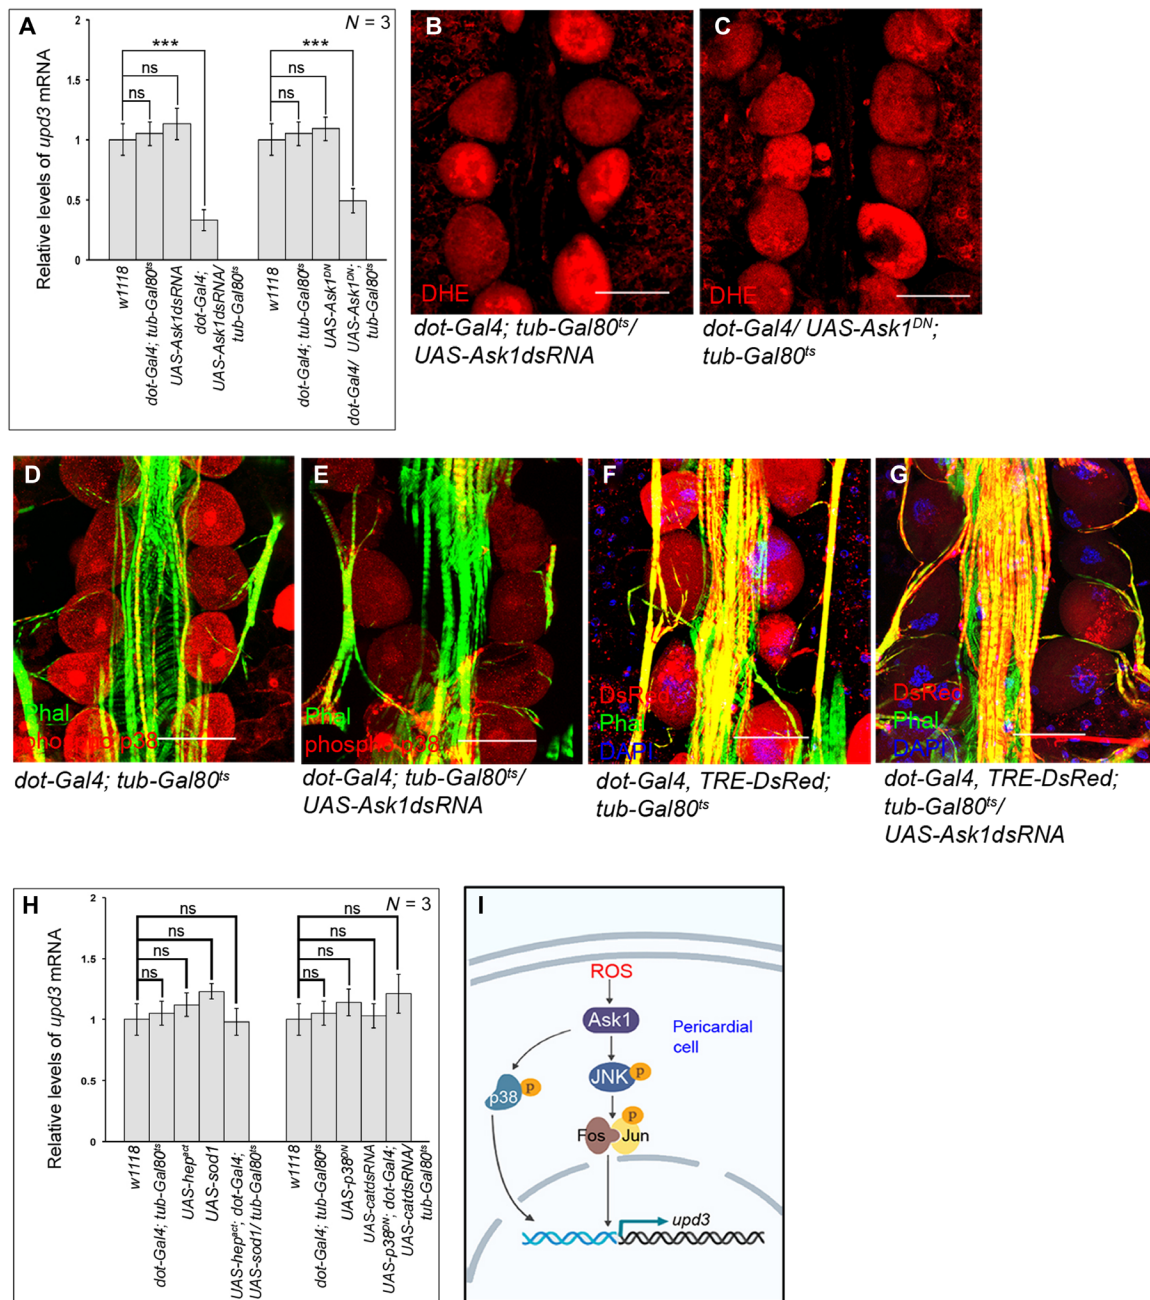 A
N = 3
Relative levels of upd3 mRNA
2
1.5
1
0.5
0
***
ns
ns
***
ns
ns
w1118
dot-Gal4; tub-Gal80ts
UAS-Ask1dsRNA
dot-Gal4;
UAS-Ask1dsRNA/
tub-Gal80ts
w1118
dot-Gal4; tub-Gal80ts
UAS-Ask1DN
dot-Gal4/ UAS-Ask1DN;
tub-Gal80ts
B
DHE
dot-Gal4; tub-Gal80ts/
UAS-Ask1dsRNA
C
DHE
dot-Gal4/ UAS-Ask1DN;
tub-Gal80ts
D
Phal
phospho p38
dot-Gal4; tub-Gal80ts
E
Phal
phospho-p38
dot-Gal4; tub-Gal80ts/
UAS-Ask1dsRNA
F
DsRed
Phal
DAPI
dot-Gal4, TRE-DsRed;
tub-Gal80ts
G
DsRed
Phal
DAPI
dot-Gal4, TRE-DsRed;
tub-Gal80ts/
UAS-Ask1dsRNA
H
N = 3
Relative levels of upd3 mRNA
2
1.5
1
0.5
0
ns
ns
ns
ns
ns
ns
ns
ns
w1118
dot-Gal4; tub-Gal80ts
UAS-hepact
UAS-sod1
UAS-hepact; dot-Gal4;
UAS-sod1/ tub-Gal80ts
w1118
dot-Gal4; tub-Gal80ts
UAS-p38DN
UAS-catdsRNA
UAS-p38DN; dot-Gal4;
UAS-catdsRNA/
tub-Gal80ts
I
ROS
Ask1
Pericardial
cell
JNK
P
p38
P
P
Fos
Jun
upd3